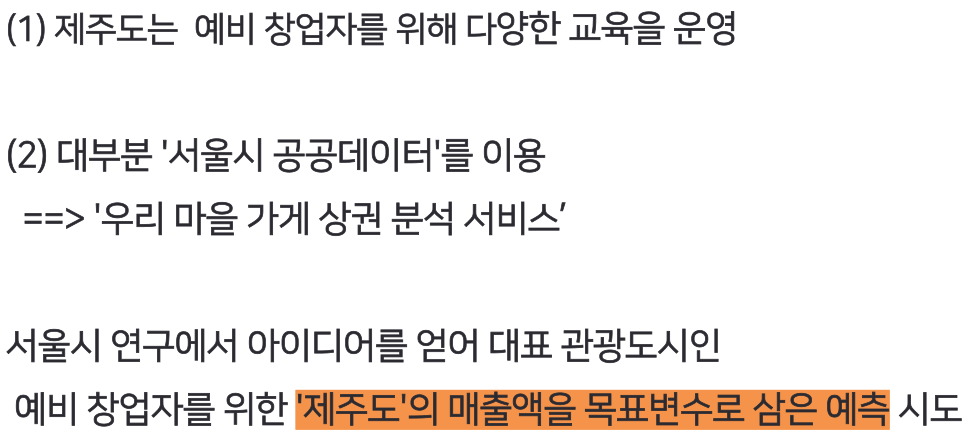 (1) 제주도는  예비 창업자를 위해 다양한 교육을 운영
(2) 대부분 '서울시 공공데이터'를 이용
==> '우리 마을 가게 상권 분석 서비스’
서울시 연구에서 아이디어를 얻어 대표 관광도시인
예비 창업자를 위한 '제주도'의 매출액을 목표변수로 삼은 예측 시도